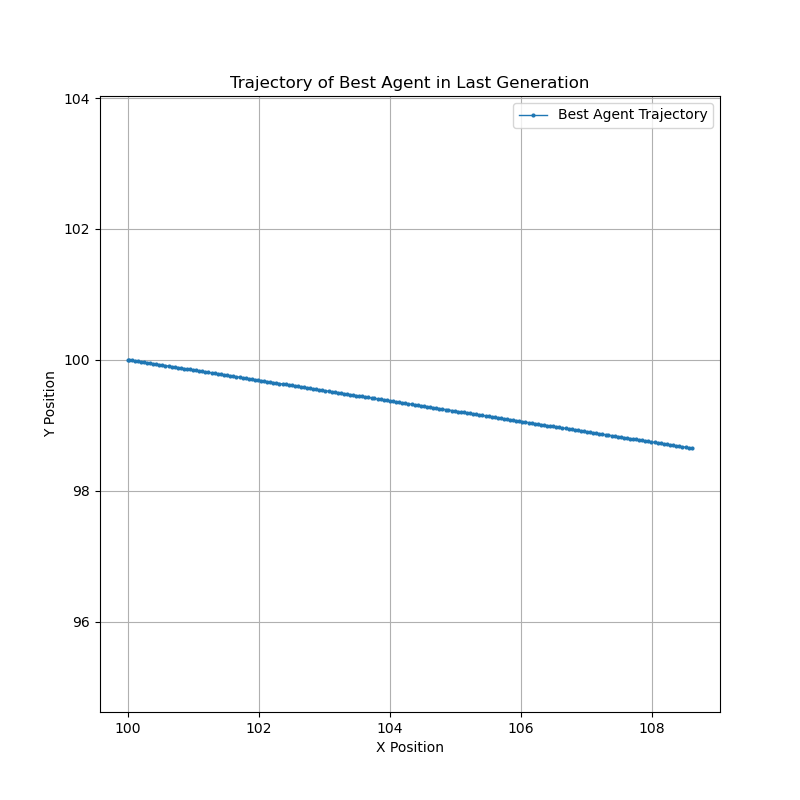 Trajectory of Best Agent in Last Generation
Best Agent Trajectory
104
102
100
98
96
Y Position
100
102
104
106
108
X Position